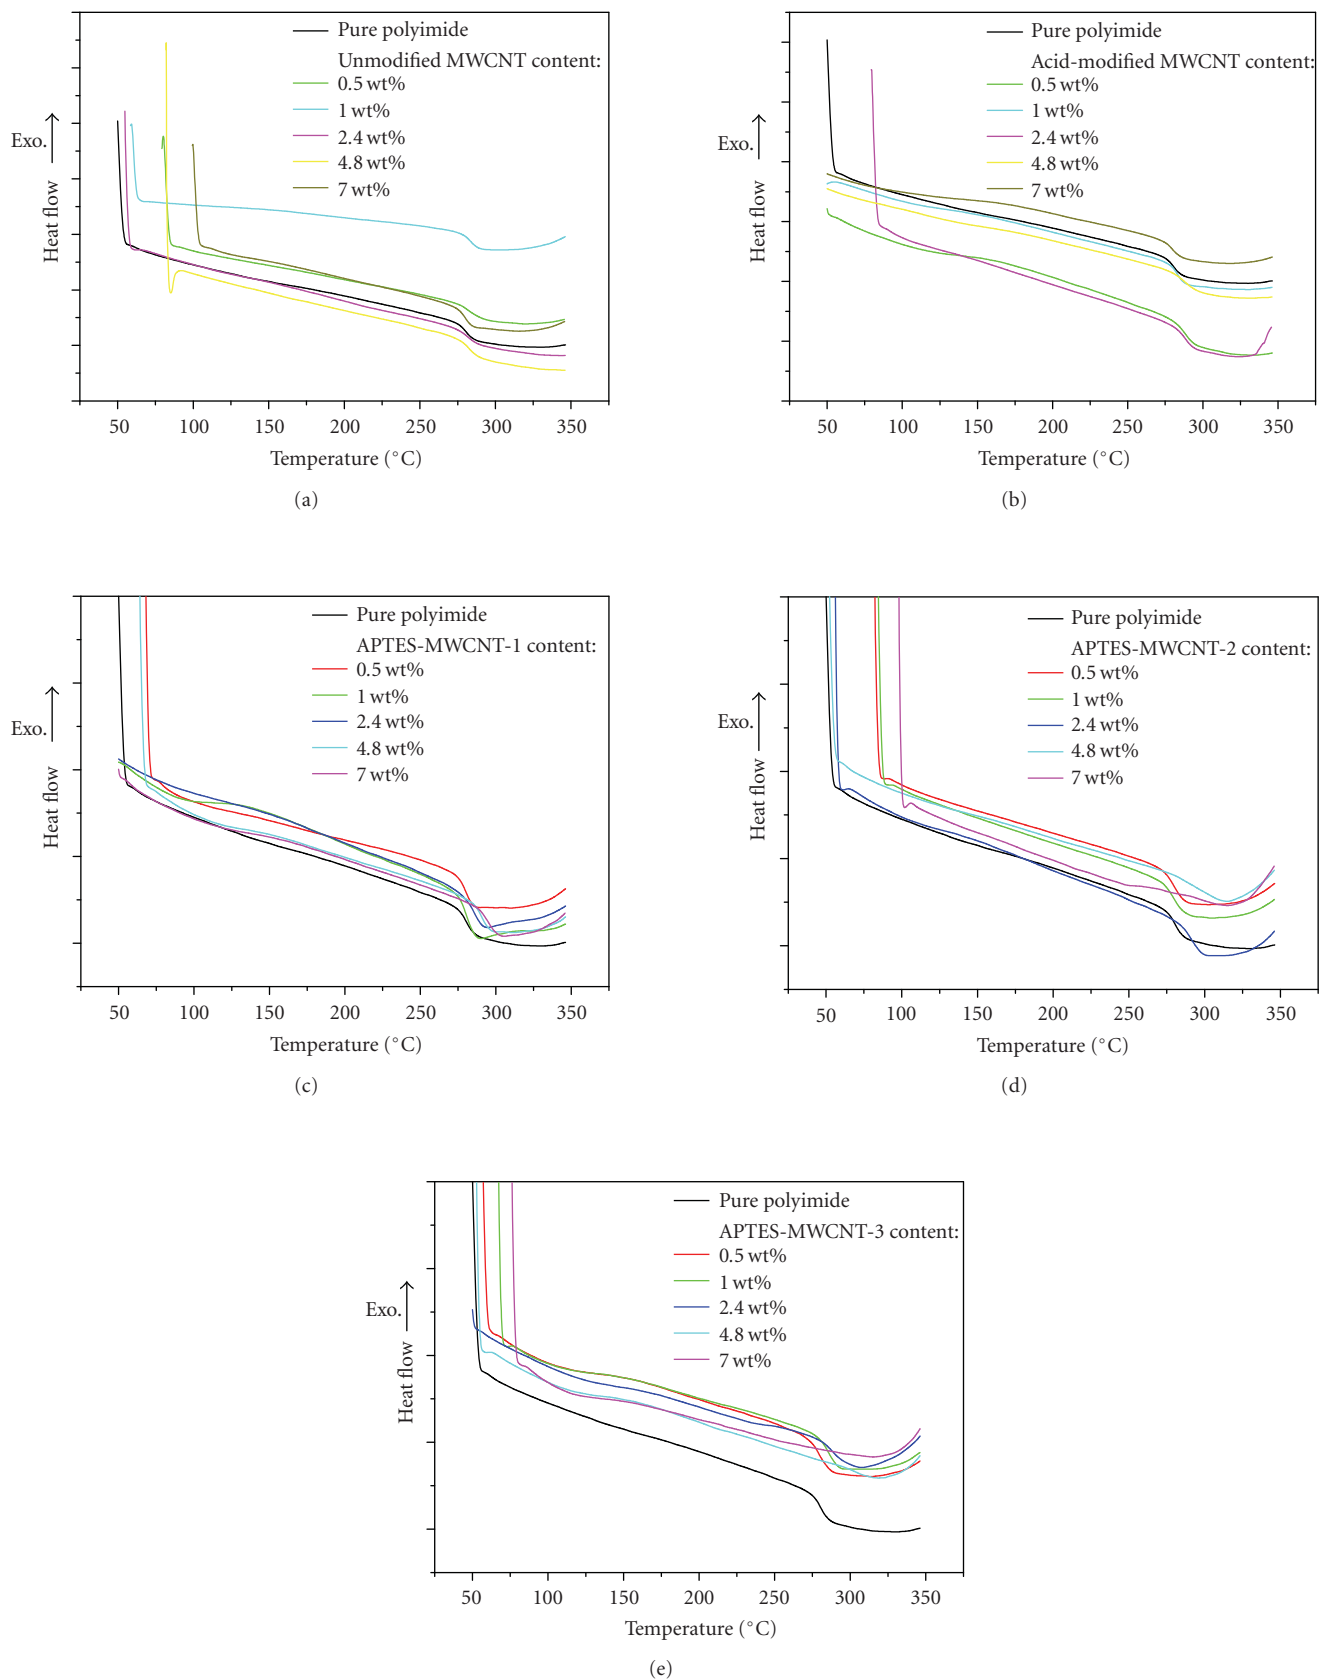 Pure polyimide
Unmodified MWCNT content:
0.5 wt%
1 wt%
2.4 wt%
4.8 wt%
7 wt%
Exo.
Heat flow
50 100 150 200 250 300 350
Temperature (°C)
(a)
Pure polyimide
Acid-modified MWCNT content:
0.5 wt%
1 wt%
2.4 wt%
4.8 wt%
7 wt%
Exo.
Heat flow
50 100 150 200 250 300 350
Temperature (°C)
(b)
Pure polyimide
APTES-MWCNT-1 content:
0.5 wt%
1 wt%
2.4 wt%
4.8 wt%
7 wt%
Exo.
Heat flow
50 100 150 200 250 300 350
Temperature (°C)
(c)
Pure polyimide
APTES-MWCNT-2 content:
0.5 wt%
1 wt%
2.4 wt%
4.8 wt%
7 wt%
Exo.
Heat flow
50 100 150 200 250 300 350
Temperature (°C)
(d)
Pure polyimide
APTES-MWCNT-3 content:
0.5 wt%
1 wt%
2.4 wt%
4.8 wt%
7 wt%
Exo.
Heat flow
50 100 150 200 250 300 350
Temperature (°C)
(e)